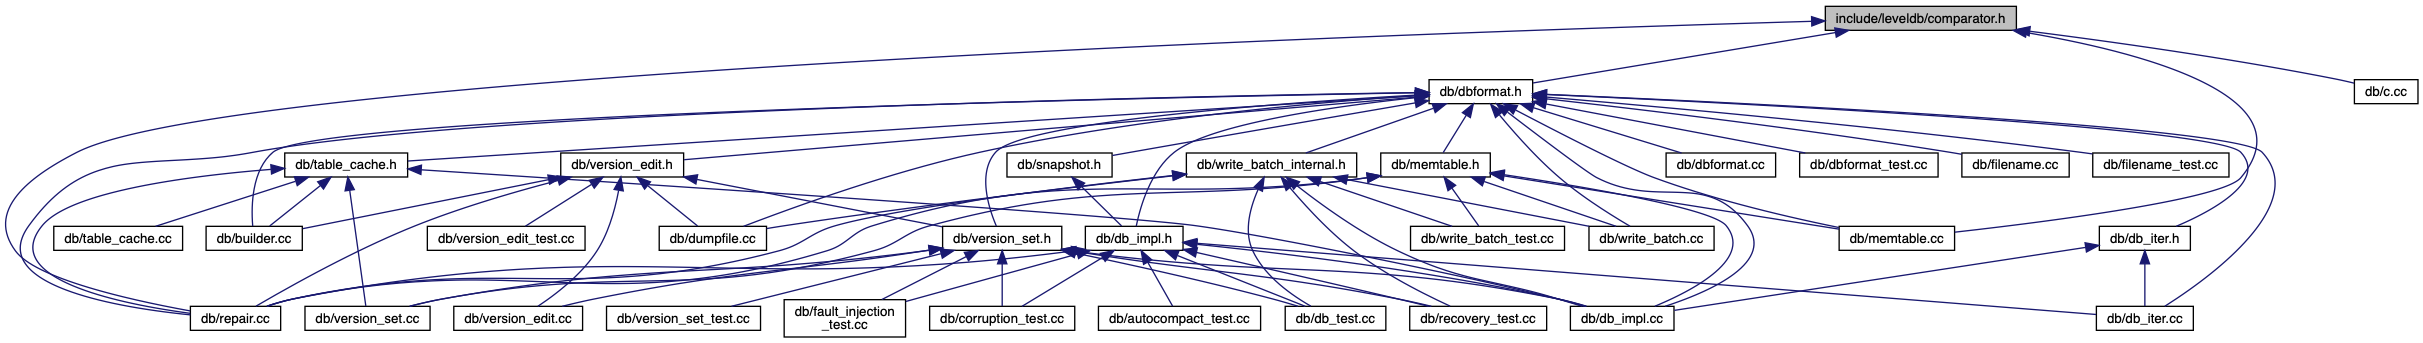 include/leveldb/comparator.h
db/dbformat.h
db/c.cc
db/table_cache.h
db/version_edit.h
db/snapshot.h
db/write_batch_internal.h
db/memtable.h
db/dbformat.cc
db/dbformat_test.cc
db/filename.cc
db/filename_test.cc
db/table_cache.cc
db/builder.cc
db/version_edit_test.cc
db/dumpfile.cc
db/version_set.h
db/db_impl.h
db/write_batch_test.cc
db/write_batch.cc
db/memtable.cc
db/db_iter.h
db/repair.cc
db/version_set.cc
db/version_edit.cc
db/version_set_test.cc
db/fault_injection
_test.cc
db/corruption_test.cc
db/autocompact_test.cc
db/db_test.cc
db/recovery_test.cc
db/db_impl.cc
db/db_iter.cc